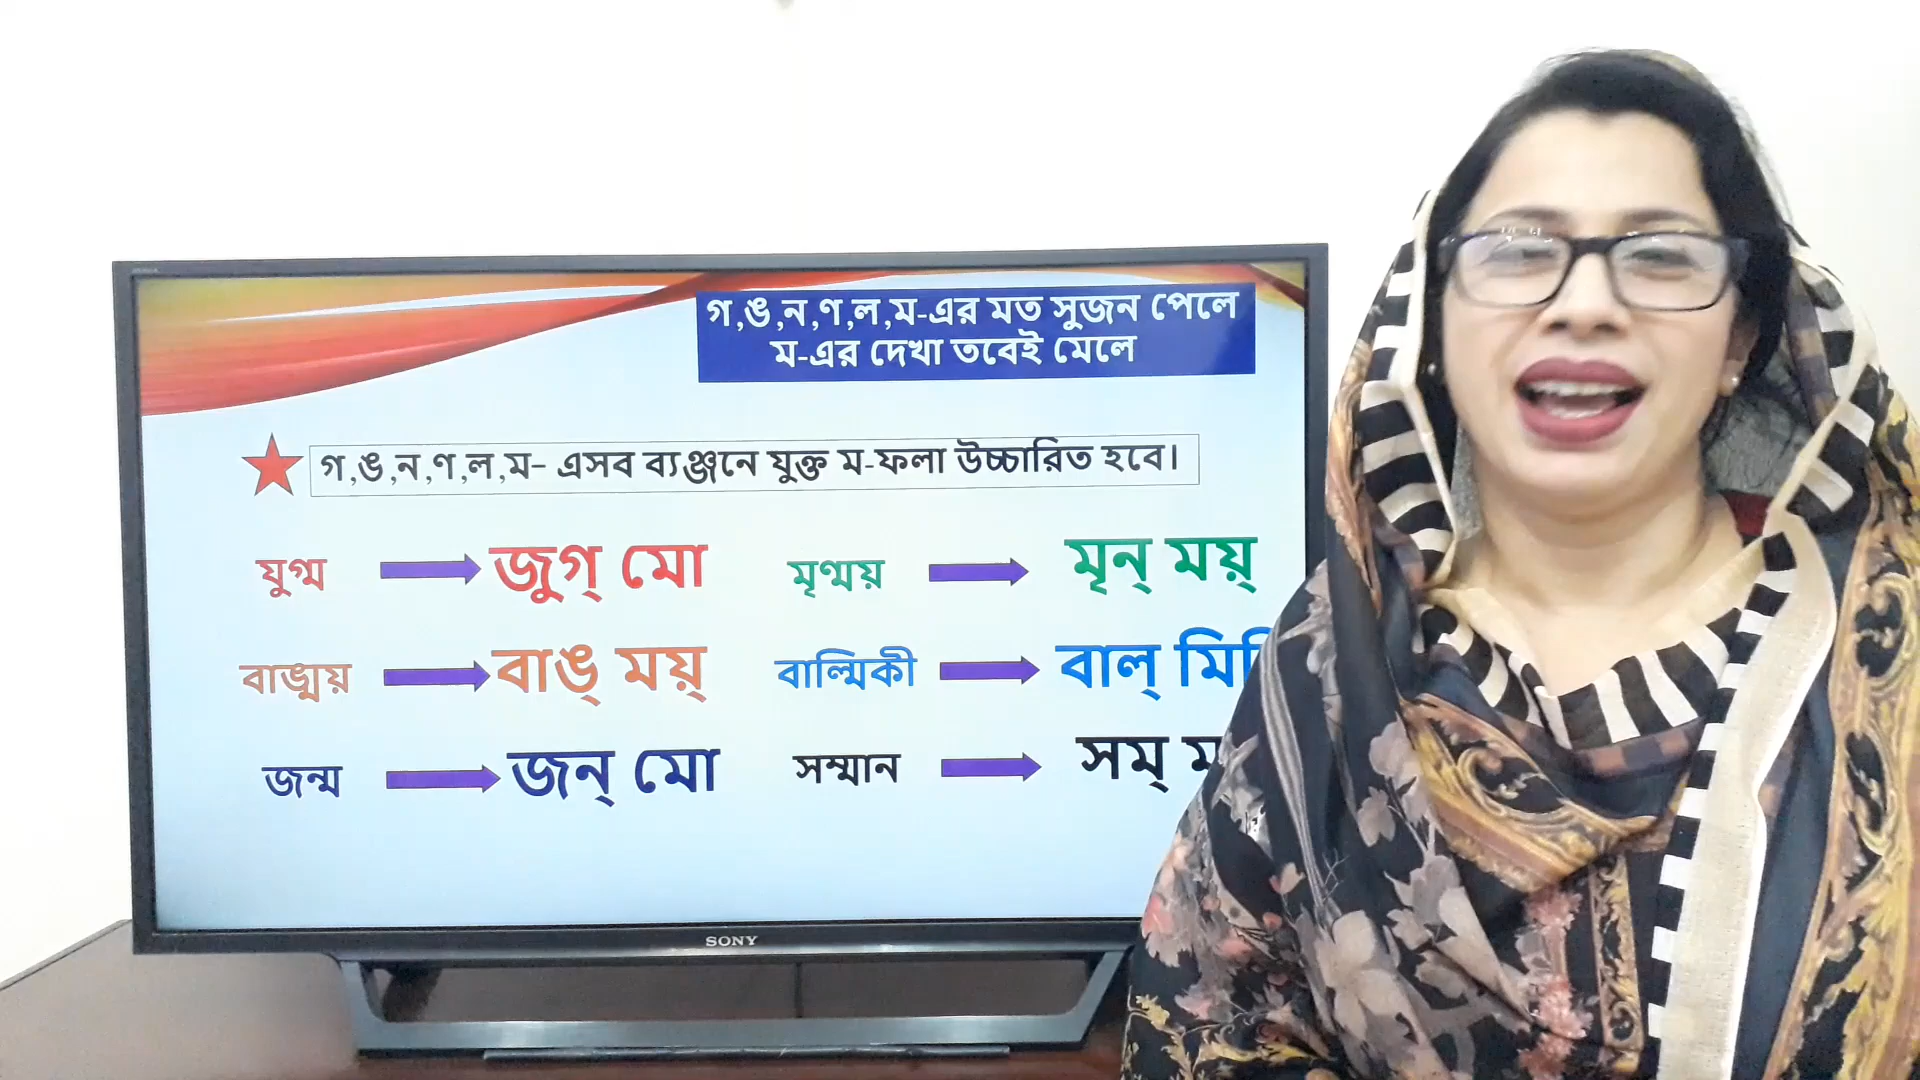 গ,ঙ,ন,ণ,ল,ম-এর মত সুজন পেলে
ম-এর দেখা তবেই মেলে
গ,ঙ,ন,ণ,ল,ম- এসব ব্যঞ্জনে যুক্ত ম-ফলা উচ্চারিত হবে।
যুগ্ম জুগ্ মো মৃণ্ময় মৃন্ ময়্
বাঙ্ময় বাঙ্ ময়্ বাল্মিকী বাল্
জন্ম জন্ মো সম্মান সম্
SONY